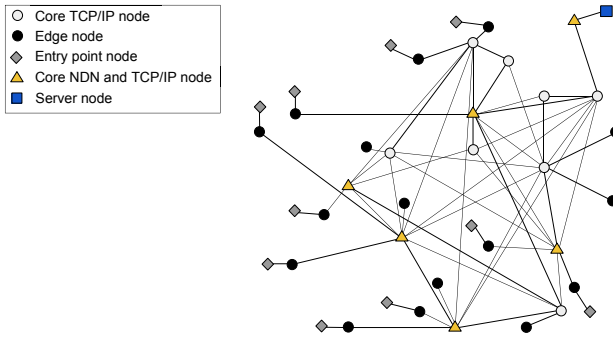 Core TCP/IP node
Edge node
Entry point node
Core NDN and TCP/IP node
Server node